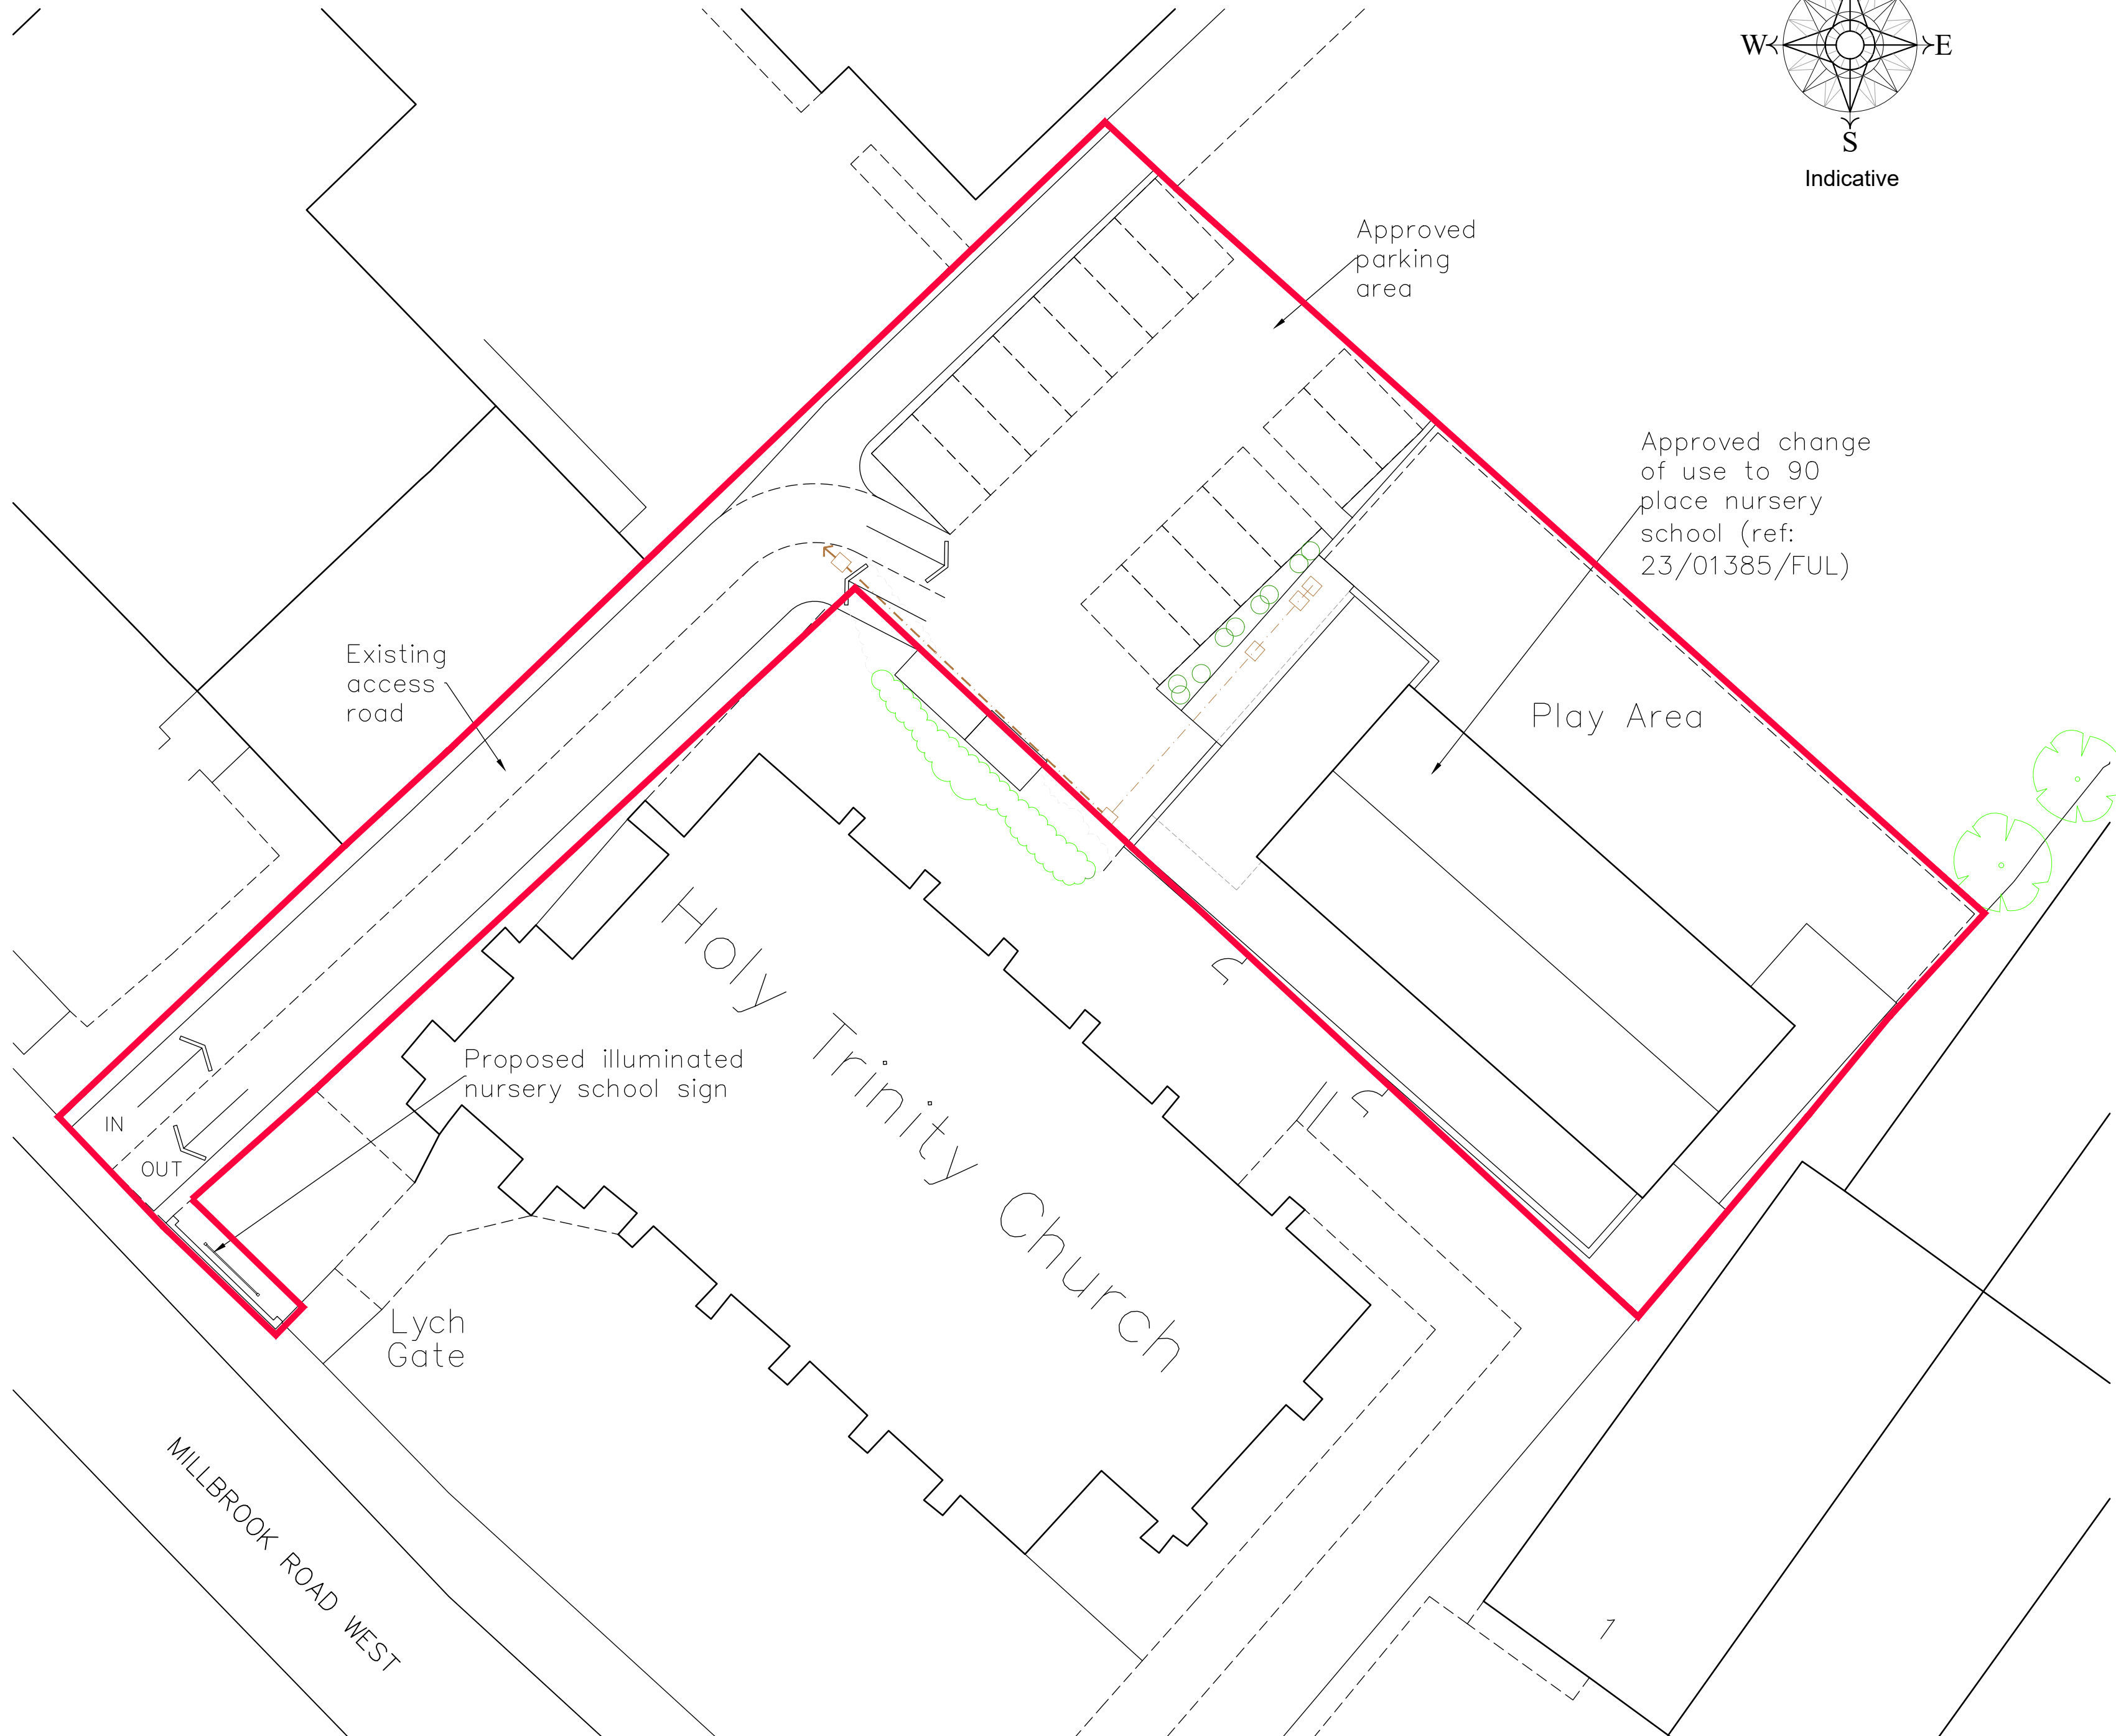 W
E
S
Indicative
Approved
parking
area
Approved change
of use to 90
place nursery
school (ref:
23/01385/FUL)
Existing
access
road
Play Area
Holy Trinity Church
Proposed illuminated
nursery school sign
IN
OUT
Lych
Gate
MILLBROOK ROAD WEST
1